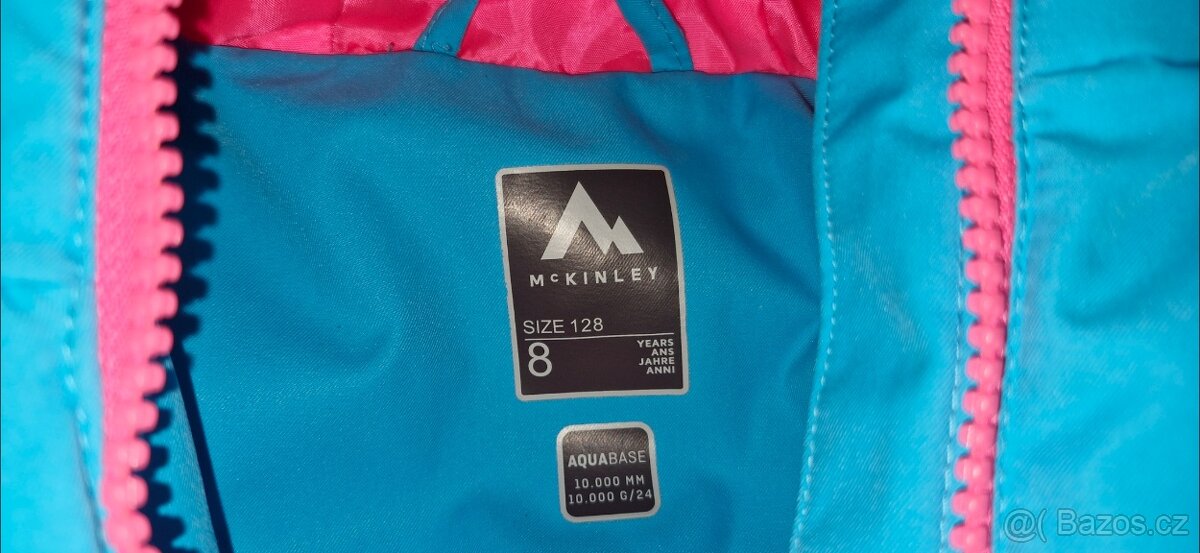 McKINLEY
SIZE 128
8 YEARS
ANS
JAHRE
ANNI
AQUABASE
10.000 MM
10.000 G/24
@( Bazos.cz